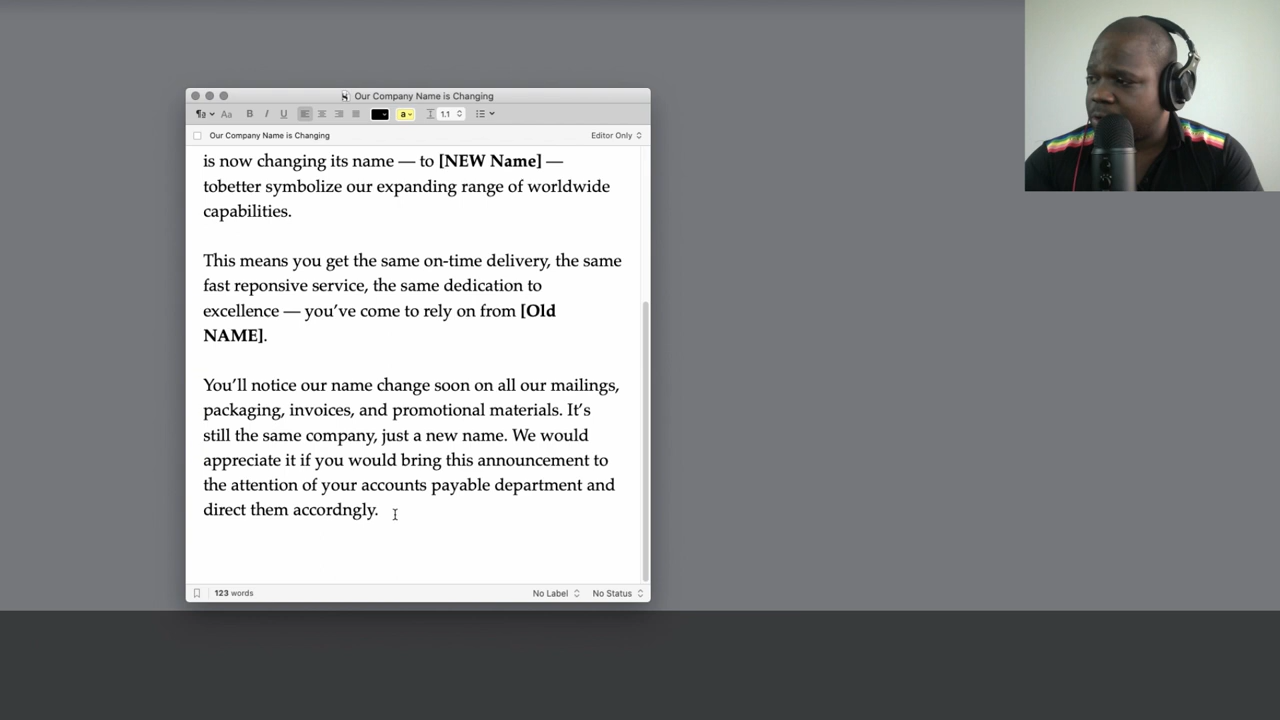 Our Company Name is Changing
¶a Aa B I U a 1.1
Our Company Name is Changing Editor Only
is now changing its name — to [NEW Name] —
tobetter symbolize our expanding range of worldwide
capabilities.
This means you get the same on-time delivery, the same
fast reponsive service, the same dedication to
excellence — you’ve come to rely on from [Old
NAME].
You’ll notice our name change soon on all our mailings,
packaging, invoices, and promotional materials. It’s
still the same company, just a new name. We would
appreciate it if you would bring this announcement to
the attention of your accounts payable department and
direct them accordngly.
123 words No Label No Status